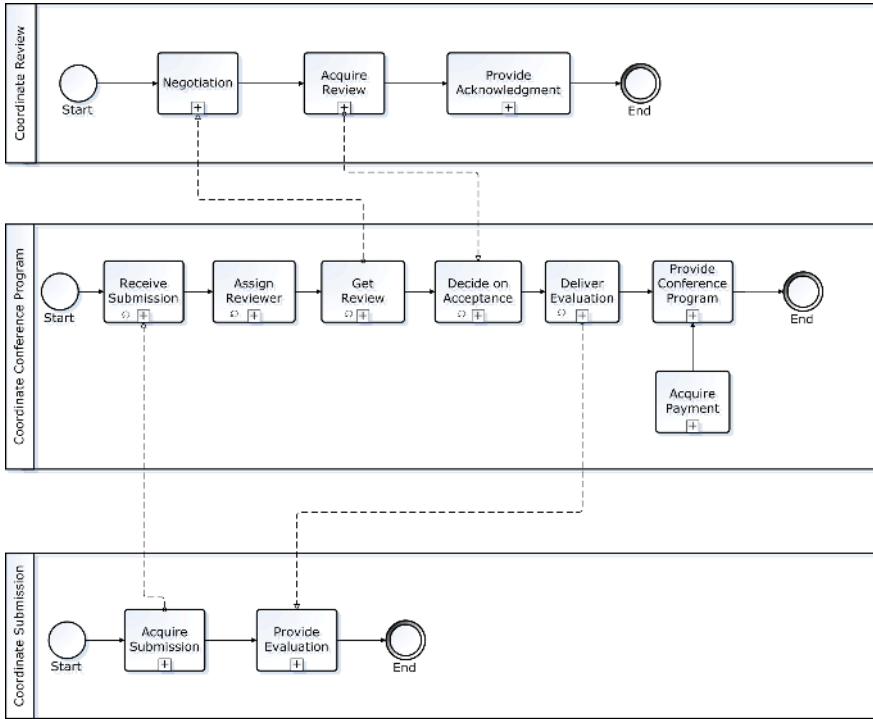 Coordinate Review
Start
Negotiation
Acquire
Review
Provide
Acknowledgment
End
Coordinate Conference Program
Start
Receive
Submission
Assign
Reviewer
Get
Review
Decide on
Acceptance
Deliver
Evaluation
Provide
Conference
Program
End
Acquire
Payment
Coordinate Submission
Start
Acquire
Submission
Provide
Evaluation
End